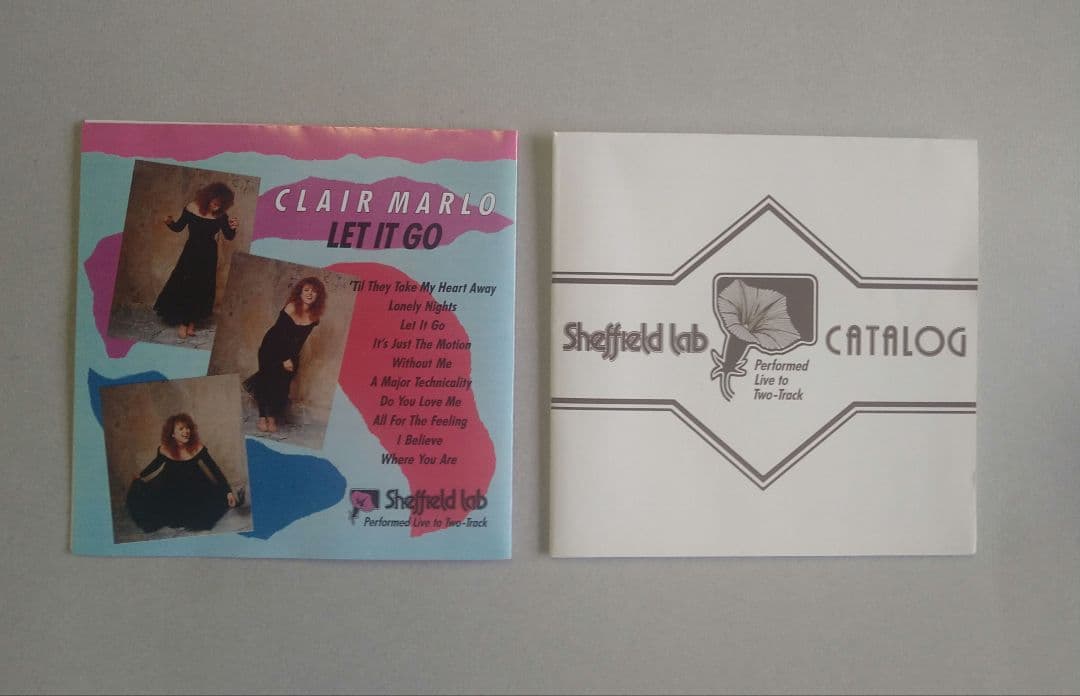 CLAIR MARLO
LET IT GO
'Til They Take My Heart Away
Lonely Nights
Let It Go
It's Just The Motion
Without Me
A Major Technicality
Do You Love Me
All For The Feeling
I Believe
Where You Are
Sheffield lab
Performed Live to Two-Track
Sheffield lab CATALOG
Performed
Live to
Two-Track